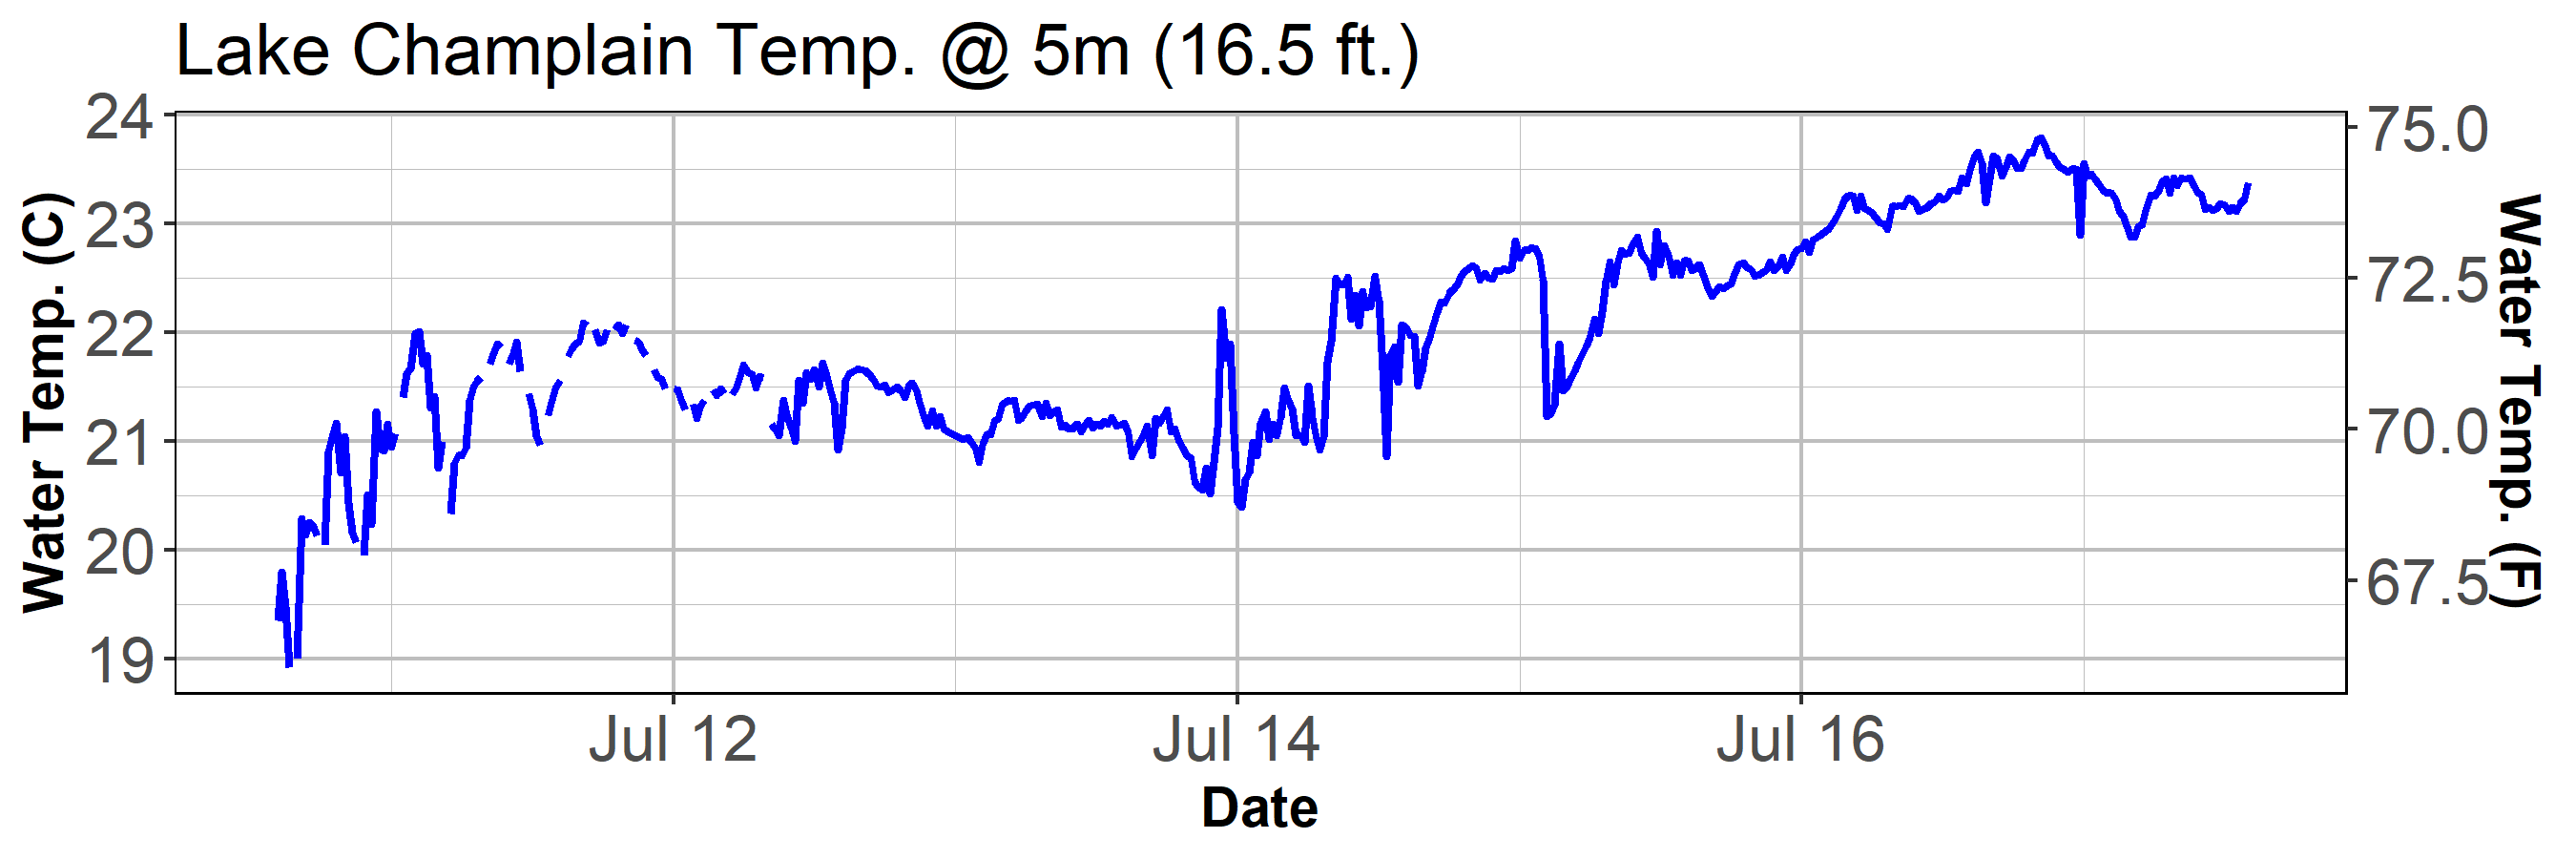 Lake Champlain Temp. @ 5m (16.5 ft.)
Water Temp. (C)
24
23
22
21
20
19
75.0
72.5
70.0
67.5
Water Temp. (F)
Jul 12
Jul 14
Jul 16
Date